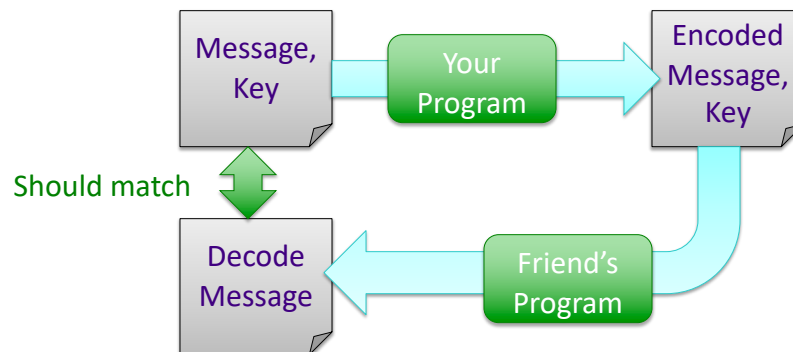 Message,
Key
Your
Program
Encoded
Message,
Key
Should match
Decode
Message
Friend’s
Program